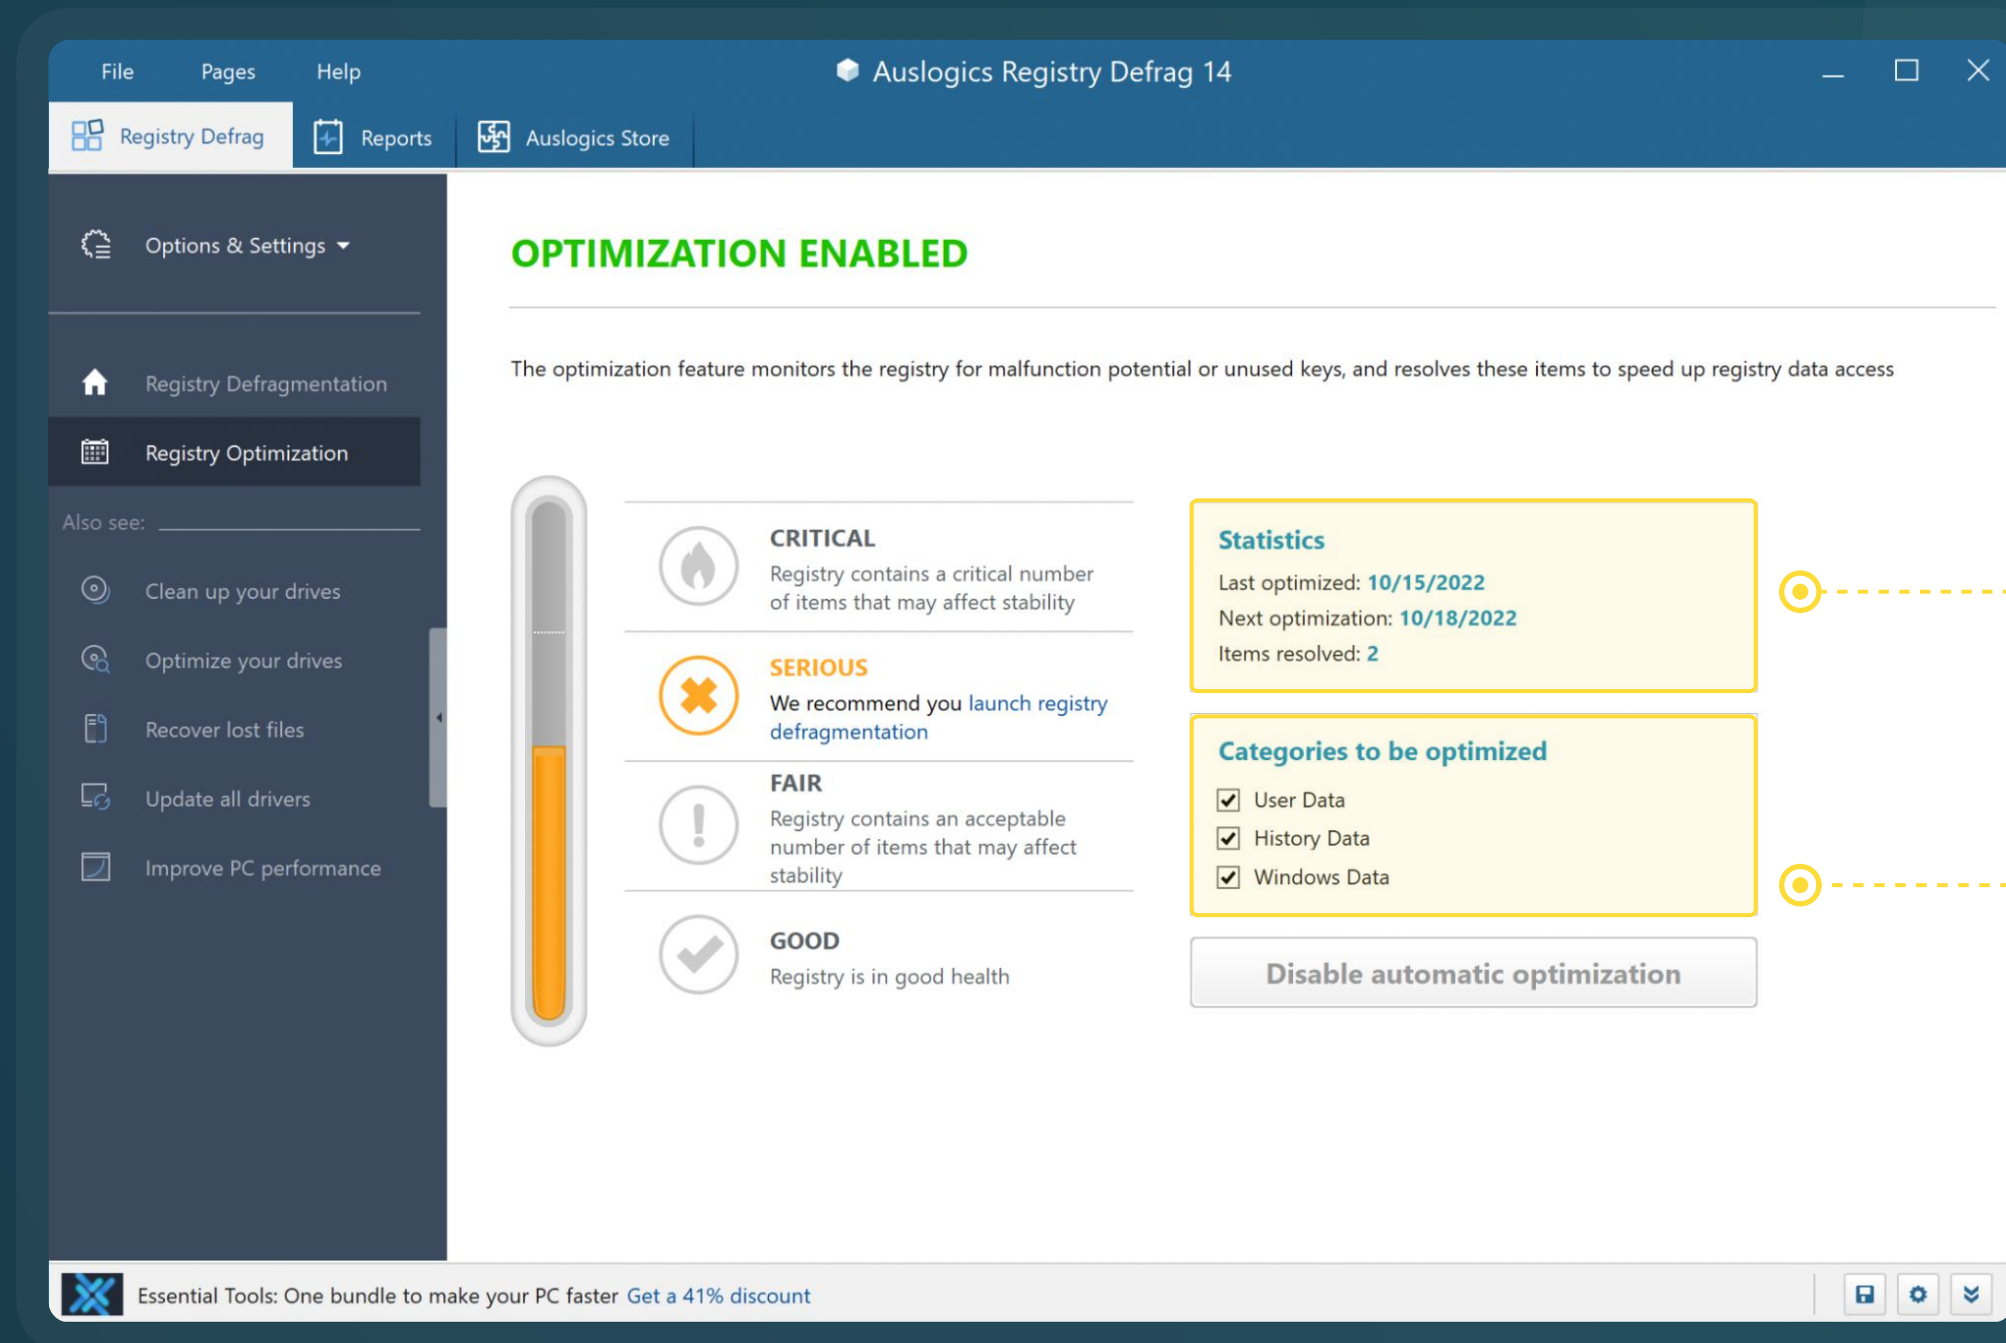 File Pages Help
Auslogics Registry Defrag 14
Registry Defrag Reports Auslogics Store
Options & Settings
Registry Defragmentation
Registry Optimization
Also see:
Clean up your drives
Optimize your drives
Recover lost files
Update all drivers
Improve PC performance
OPTIMIZATION ENABLED
The optimization feature monitors the registry for malfunction potential or unused keys, and resolves these items to speed up registry data access
CRITICAL
Registry contains a critical number
of items that may affect stability
SERIOUS
We recommend you launch registry
defragmentation
FAIR
Registry contains an acceptable
number of items that may affect
stability
GOOD
Registry is in good health
Statistics
Last optimized: 10/15/2022
Next optimization: 10/18/2022
Items resolved: 2
Categories to be optimized
User Data
History Data
Windows Data
Disable automatic optimization
Essential Tools: One bundle to make your PC faster Get a 41% discount